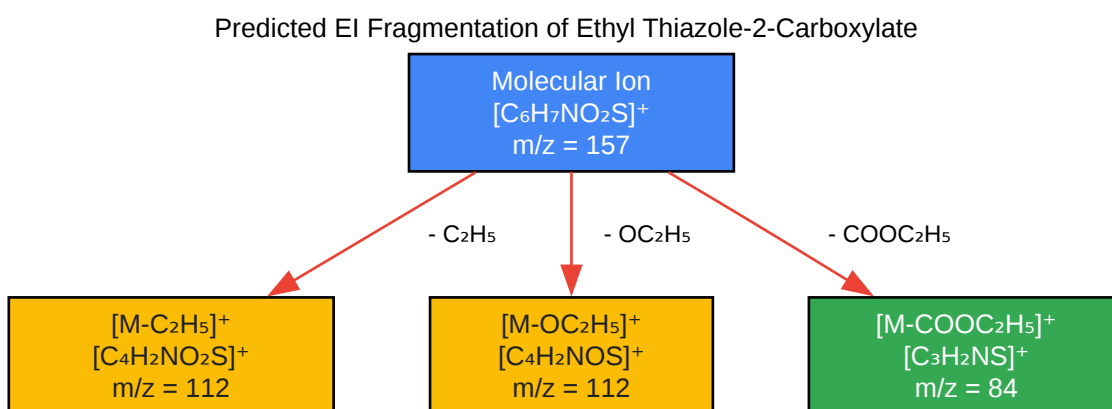 Predicted EI Fragmentation of Ethyl Thiazole-2-Carboxylate
Molecular Ion
[C₆H₇NO₂S]⁺
m/z = 157
- C₂H₅
- OC₂H₅
- COOC₂H₅
[M-C₂H₅]⁺
[C₄H₂NO₂S]⁺
m/z = 112
[M-OC₂H₅]⁺
[C₄H₂NOS]⁺
m/z = 112
[M-COOC₂H₅]⁺
[C₃H₂NS]⁺
m/z = 84